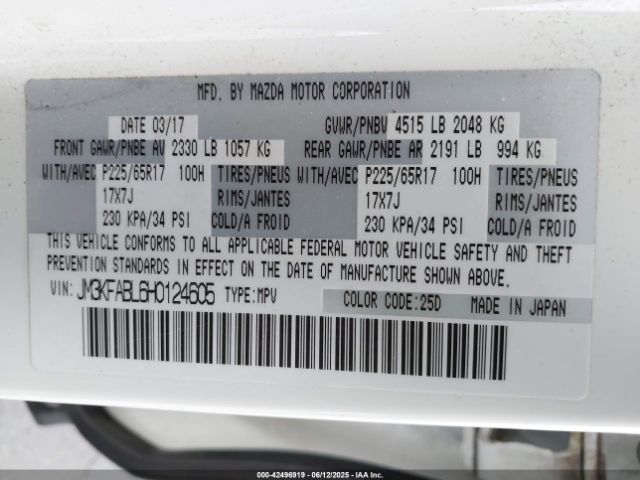 MFD. BY MAZDA MOTOR CORPORATION
DATE 03/17 GVWR/PNBV 4515 LB 2048 KG
FRONT GAWR/PNBE AV 2330 LB 1057 KG REAR GAWR/PNBE AR 2191 LB 994 KG
WITH/AVEC P225/65R17 100H TIRES/PNEUS WITH/AVEC P225/65R17 100H TIRES/PNEUS
17X7J RIMS/JANTES 17X7J RIMS/JANTES
230 KPA/34 PSI COLD/A FROID 230 KPA/34 PSI COLD/A FROID
THIS VEHICLE CONFORMS TO ALL APPLICABLE FEDERAL MOTOR VEHICLE SAFETY AND THEFT
PREVENTION STANDARDS IN EFFECT ON THE DATE OF MANUFACTURE SHOWN ABOVE.
VIN: JM3KFABL6H0124605 TYPE:MPV COLOR CODE:25D MADE IN JAPAN
000-42496919 - 06/12/2025 - IAAI, Inc.